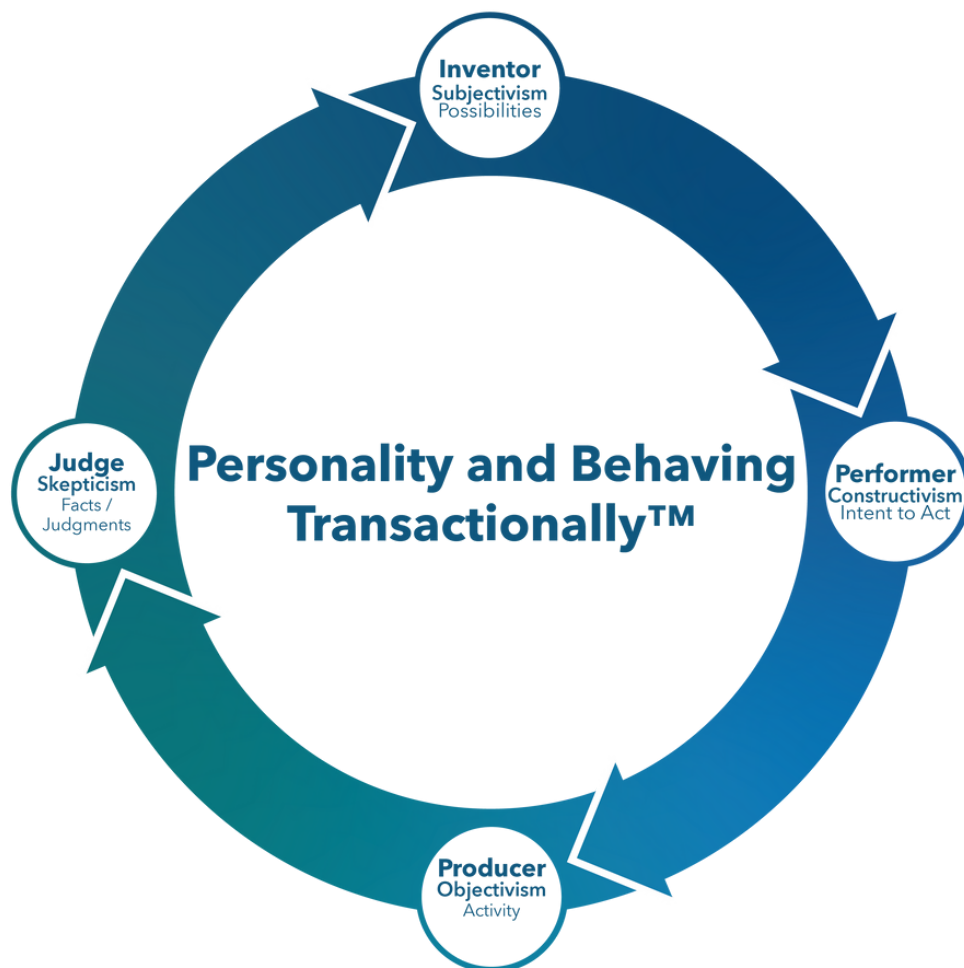 Inventor
Subjectivism
Possibilities
Personality and Behaving
Transactionally™
Judge
Skepticism
Facts /
Judgments
Performer
Constructivism
Intent to Act
Producer
Objectivism
Activity